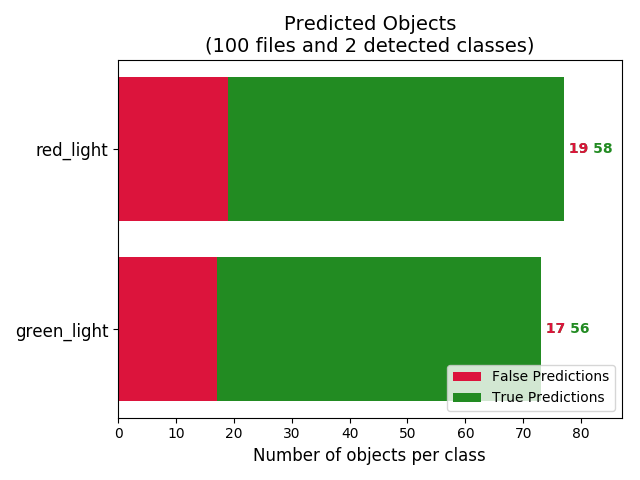 Predicted Objects
(100 files and 2 detected classes)
red_light
19 58
green_light
17 56
False Predictions
True Predictions
0 10 20 30 40 50 60 70 80
Number of objects per class